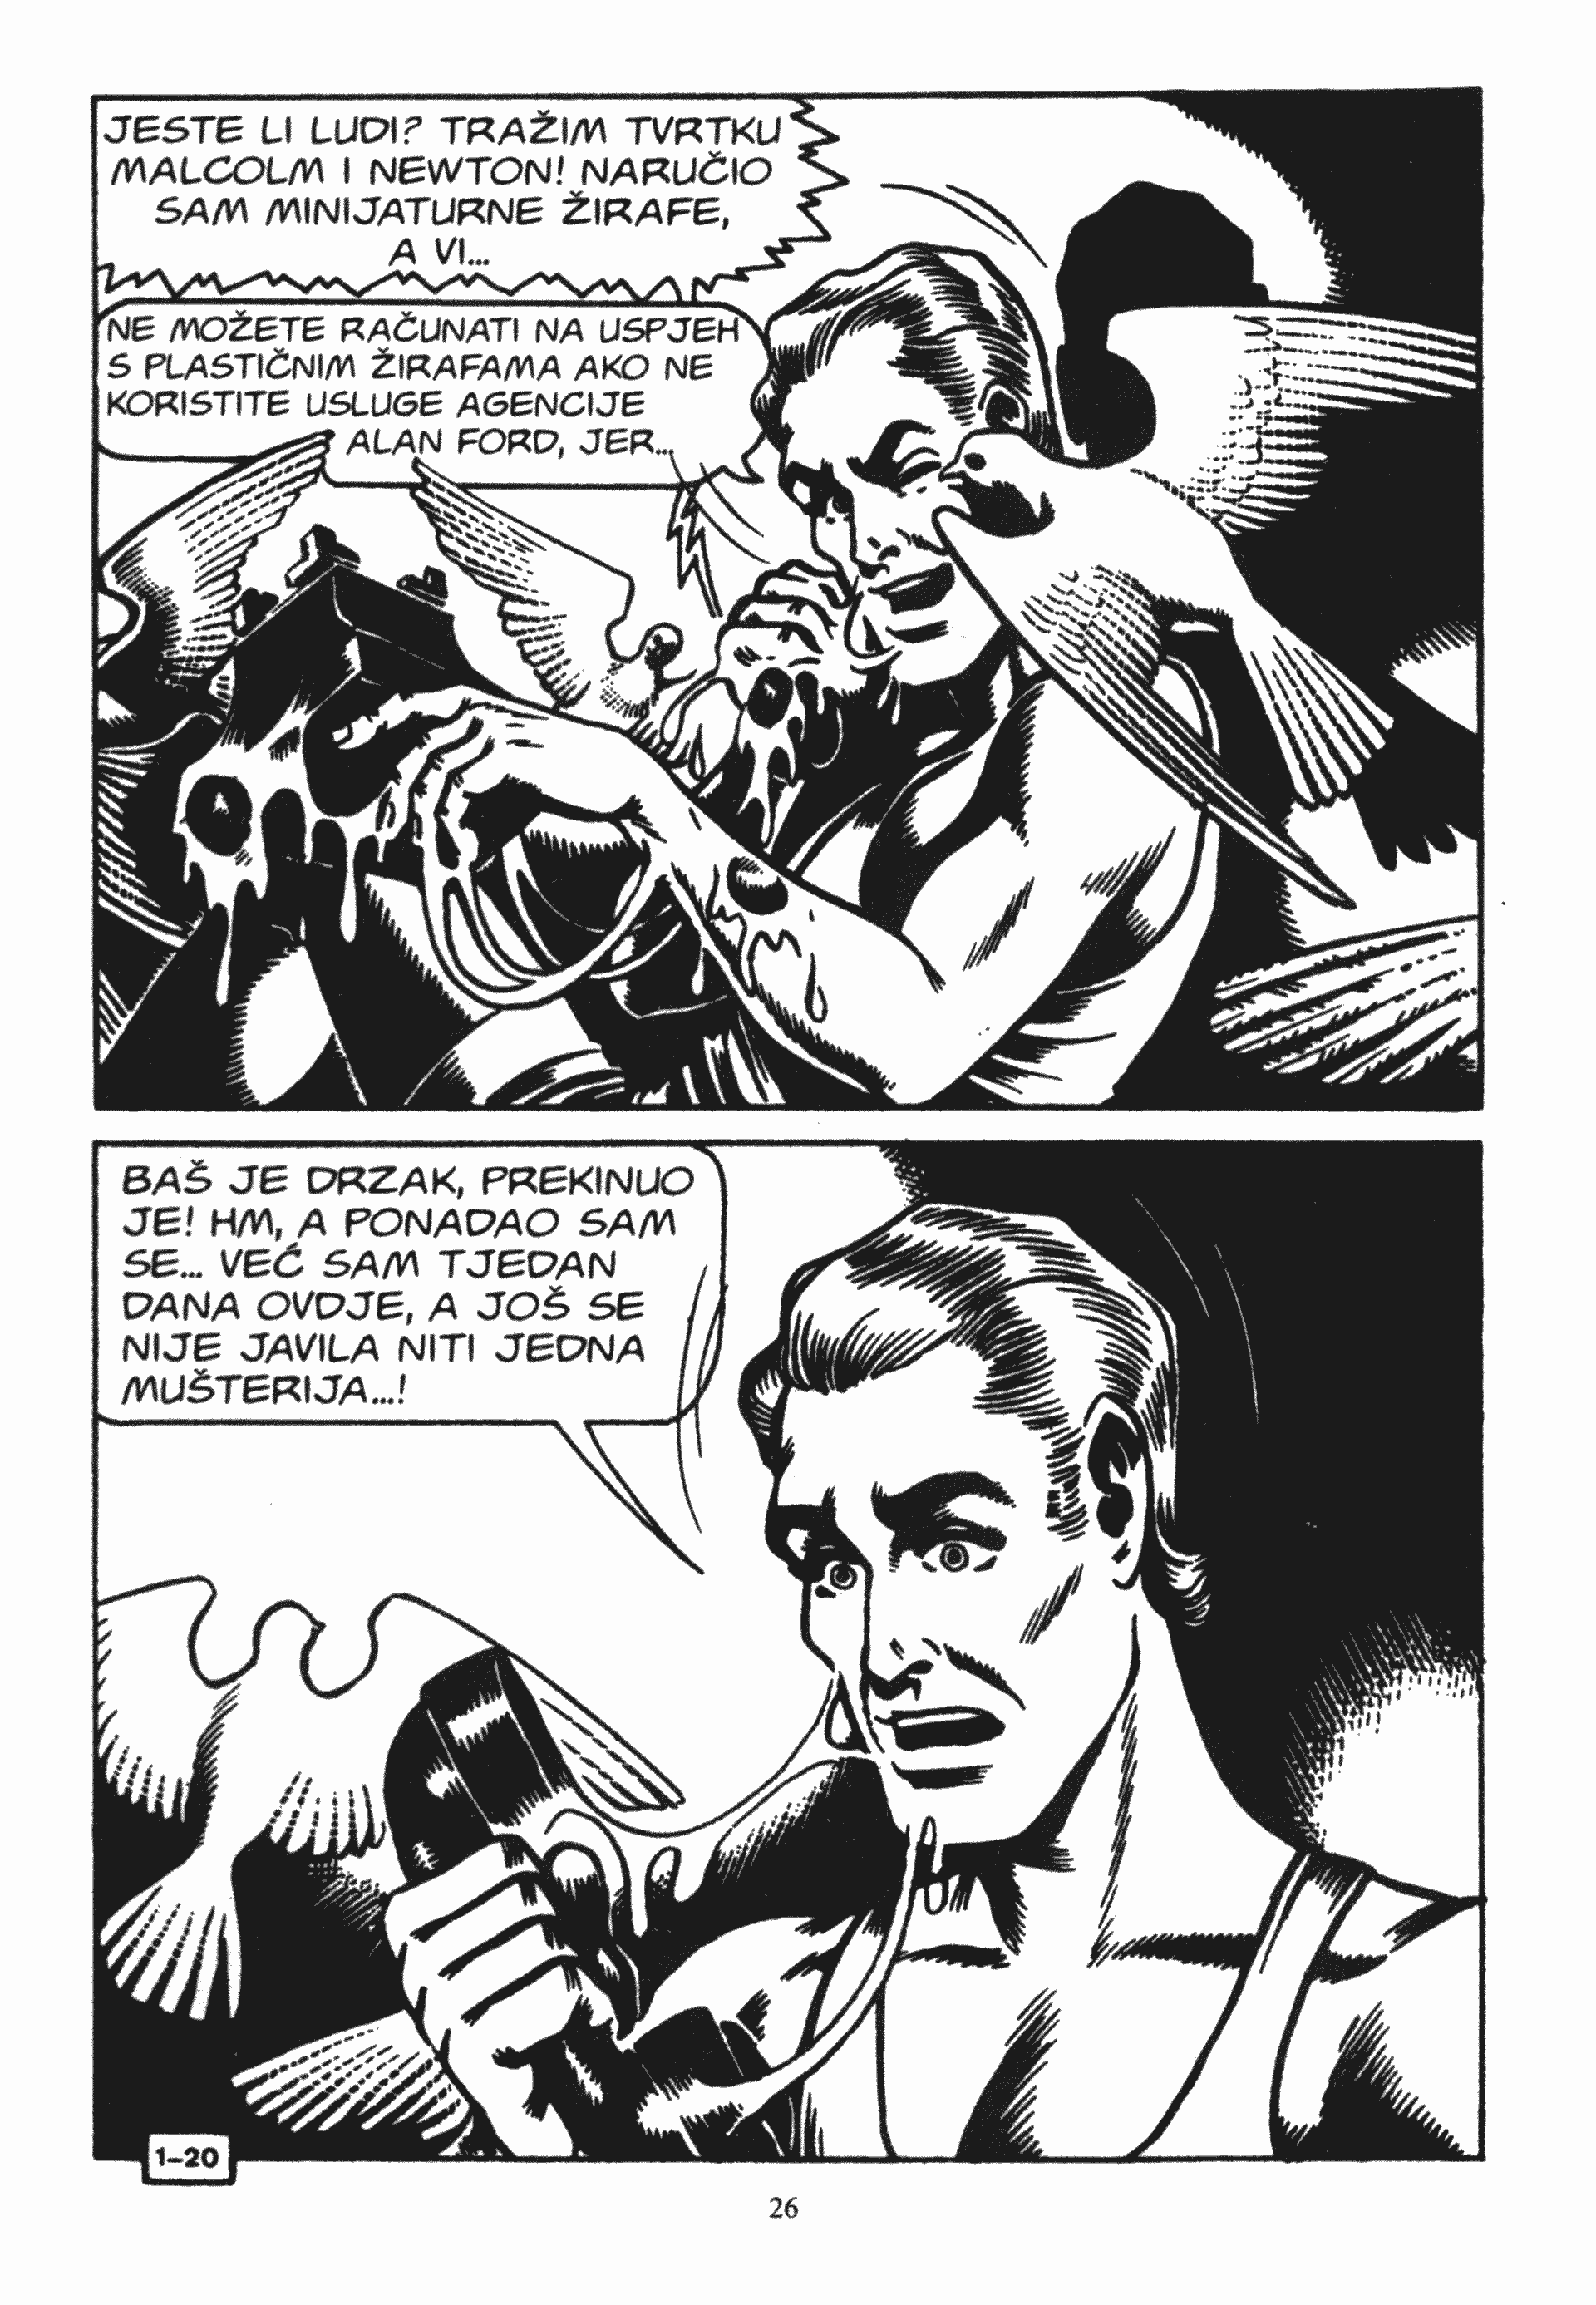 JESTE LI LUDI? TRAŽIM TVRTKU
MALCOLM I NEWTON! NARUČIO
SAM MINIJATURNE ŽIRAFE,
A VI...
NE MOŽETE RAČUNATI NA USPJEH
S PLASTIČNIM ŽIRAFAMA AKO NE
KORISTITE USLUGE AGENCIJE
ALAN FORD, JER...
BAŠ JE DRZAK, PREKINUO
JE! HM, A PONADAO SAM
SE... VEĆ SAM TJEDAN
DANA OVDJE, A JOŠ SE
NIJE JAVILA NITI JEDNA
MUŠTERIJA...!
1-20
26